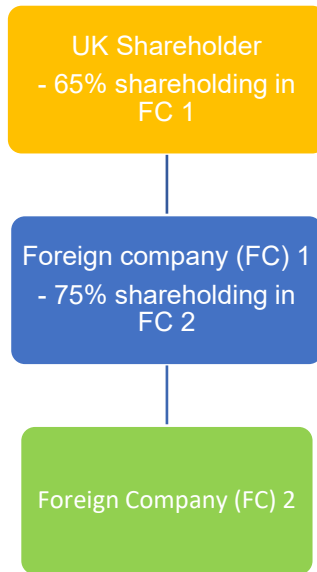 UK Shareholder
- 65% shareholding in
FC 1
Foreign company (FC) 1
- 75% shareholding in
FC 2
Foreign Company (FC) 2